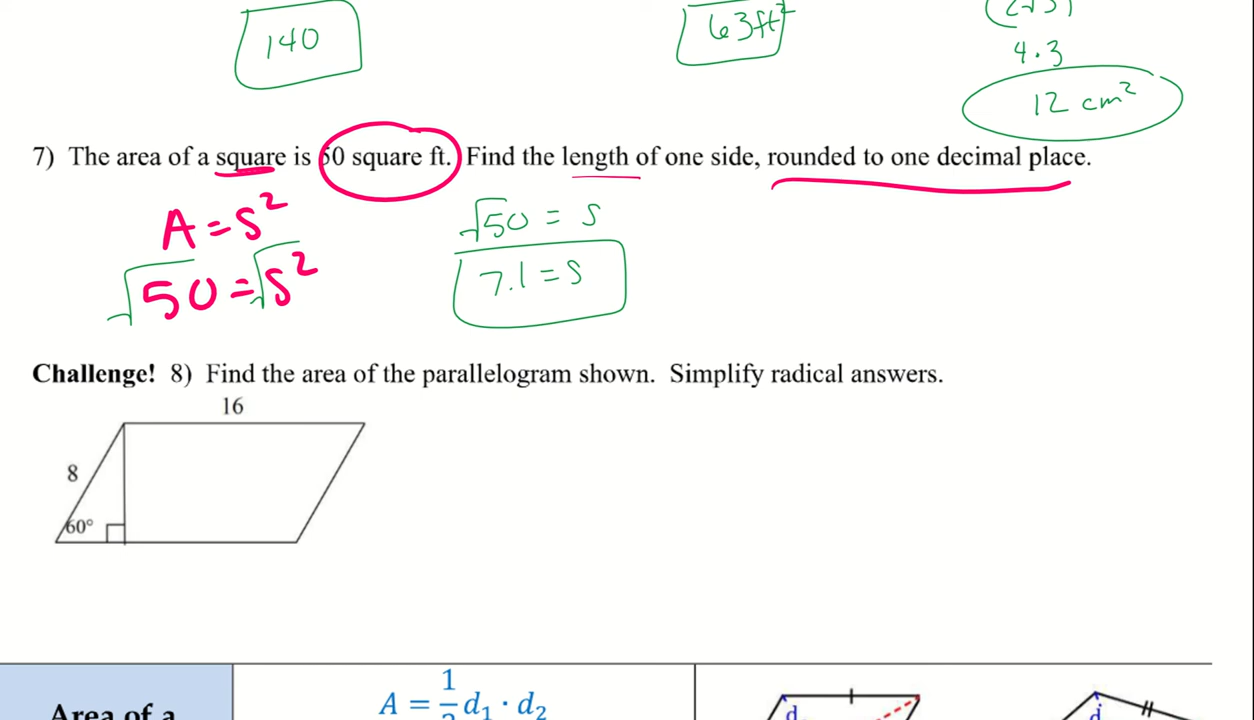 140
63ft²
4.3
12 cm²
7) The area of a square is 50 square ft. Find the length of one side, rounded to one decimal place.
A = s²
√50 = √s²
√50 = s
7.1 = s
Challenge! 8) Find the area of the parallelogram shown. Simplify radical answers.
16
8
60°
Area of a
A = 1/2 d₁ · d₂
d
d